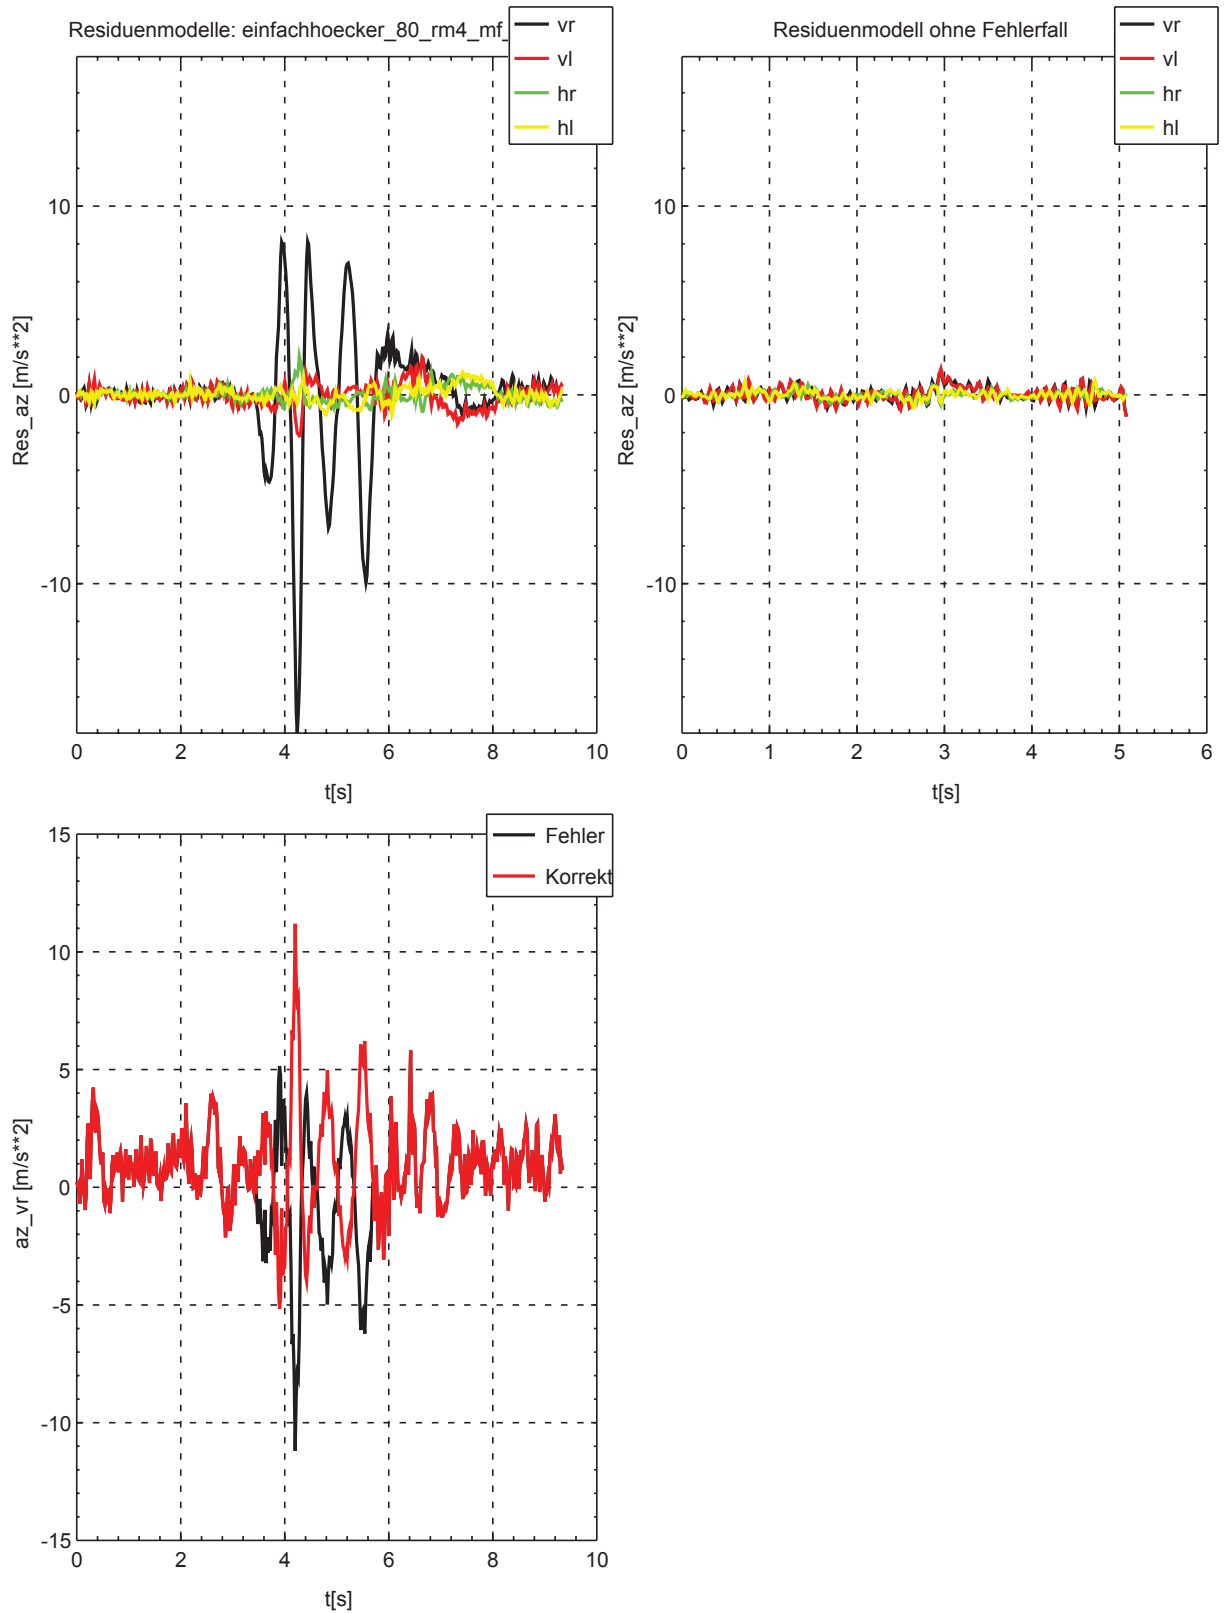 Residuenmodelle: einfachhoecker_80_rm4_mf_
vr
vl
hr
hl
10
0
-10
Res_az [m/s**2]
0 2 4 6 8 10
t[s]
Residuenmodell ohne Fehlerfall
vr
vl
hr
hl
10
0
-10
Res_az [m/s**2]
0 1 2 3 4 5 6
t[s]
Fehler
Korrekt
15
10
5
0
-5
-10
-15
az_vr [m/s**2]
0 2 4 6 8 10
t[s]